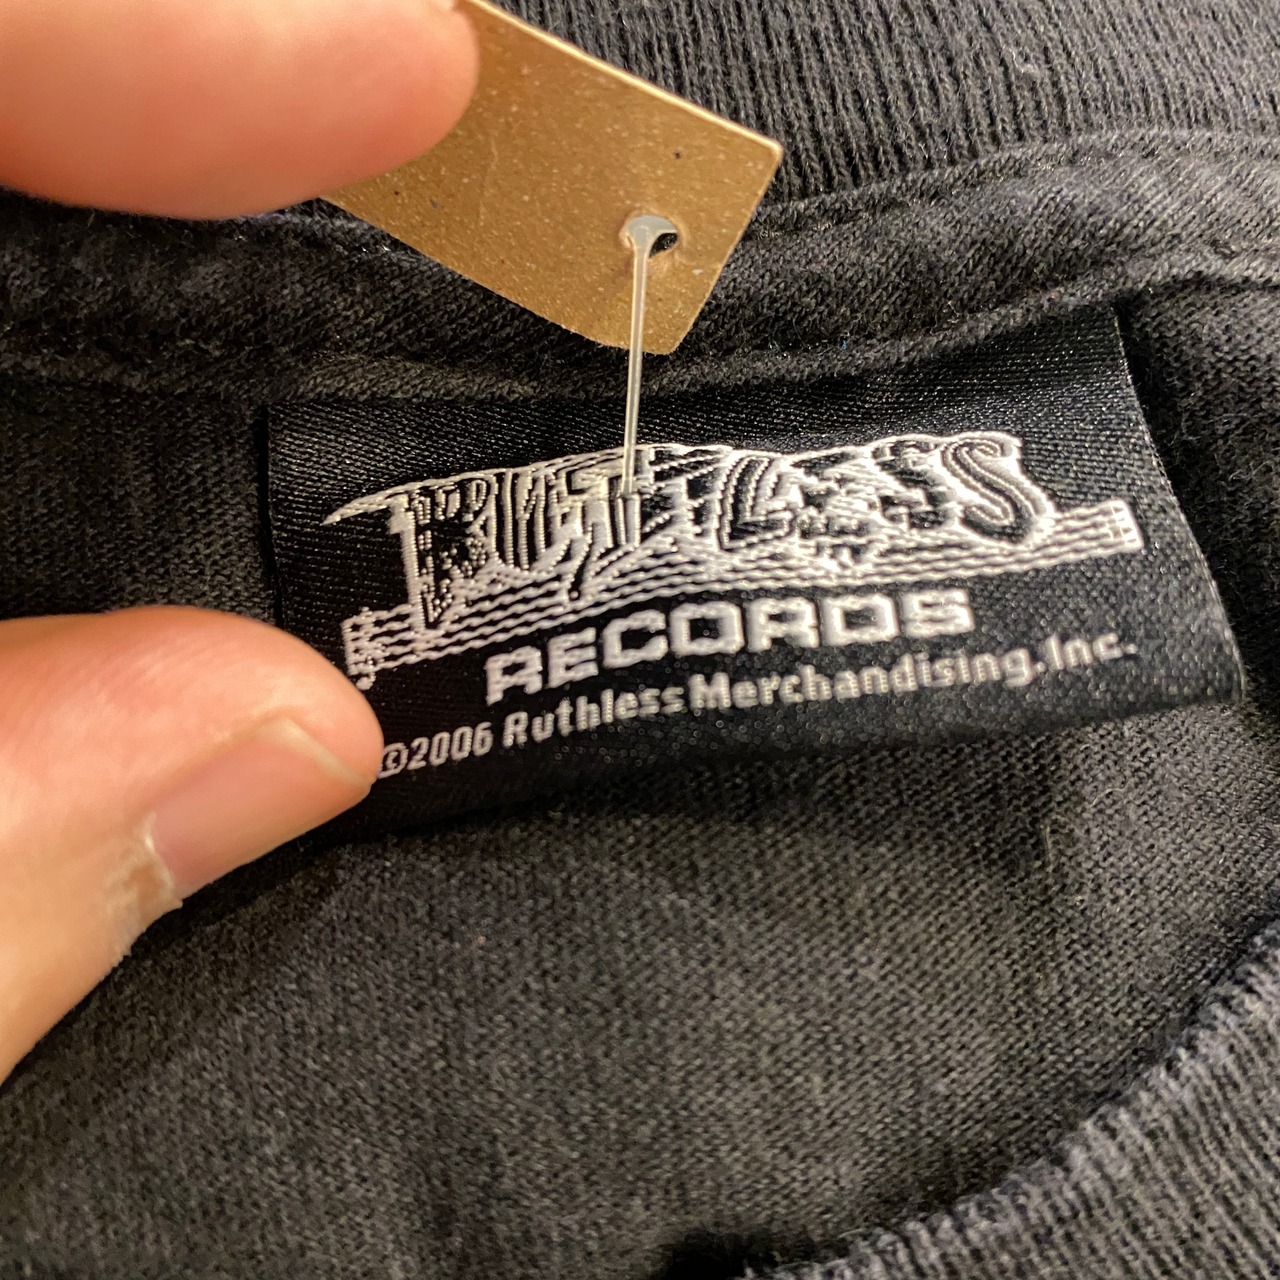 RUTHLESS
RECORDS
©2006 Ruthless Merchandising, Inc.